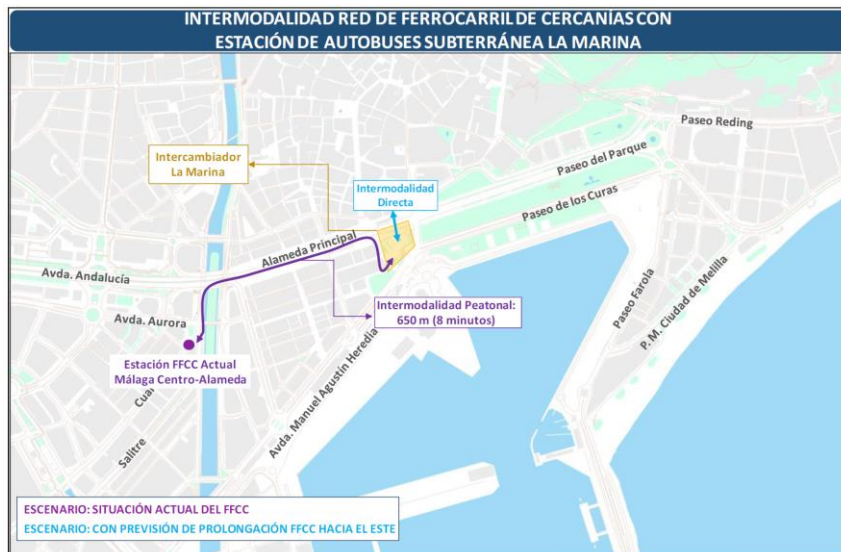 INTERMODALIDAD RED DE FERROCARRIL DE CERCANÍAS CON
ESTACIÓN DE AUTOBUSES SUBTERRÁNEA LA MARINA
Paseo Reding
Paseo del Parque
Intercambiador
La Marina
Intermodalidad
Directa
Paseo de los Curas
Alameda Principal
Avda. Andalucía
Paseo Farola
P. M. Ciudad de Melilla
Intermodalidad Peatonal:
650 m (8 minutos)
Avda. Aurora
Estación FFCC Actual
Málaga Centro-Alameda
Avda. Manuel Agustín Heredia
Salitre
ESCENARIO: SITUACIÓN ACTUAL DEL FFCC
ESCENARIO: CON PREVISIÓN DE PROLONGACIÓN FFCC HACIA EL ESTE